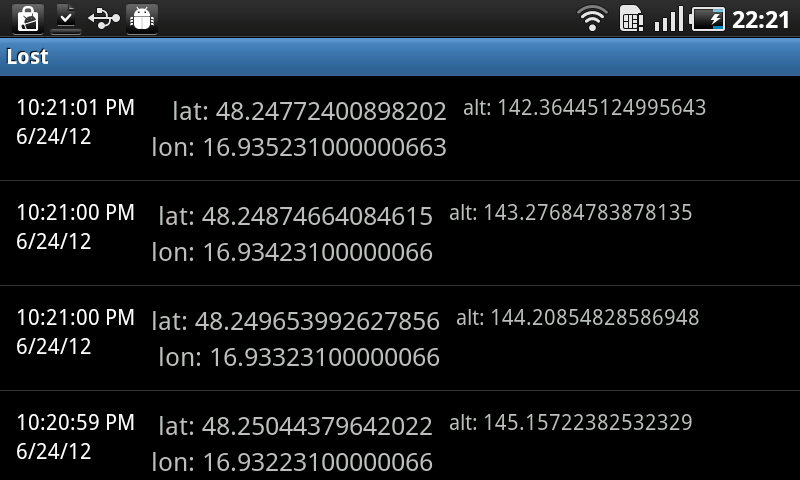 22:21
Lost
10:21:01 PM lat: 48.24772400898202 alt: 142.36445124995643
6/24/12 lon: 16.935231000000663
10:21:00 PM lat: 48.24874664084615 alt: 143.27684783878135
6/24/12 lon: 16.93423100000066
10:21:00 PM lat: 48.249653992627856 alt: 144.20854828586948
6/24/12 lon: 16.93323100000066
10:20:59 PM lat: 48.25044379642022 alt: 145.15722382532329
6/24/12 lon: 16.93223100000066